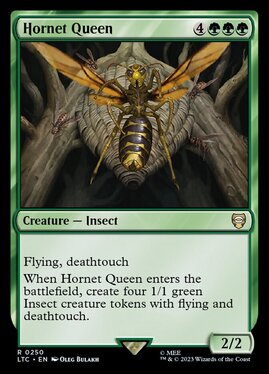 Hornet Queen 4
Creature — Insect
Flying, deathtouch
When Hornet Queen enters the
battlefield, create four 1/1 green
Insect creature tokens with flying and
deathtouch.
2/2
R 0250
LTC • EN Oleg Bulakh
© MEE
™ & © 2023 Wizards of the Coast